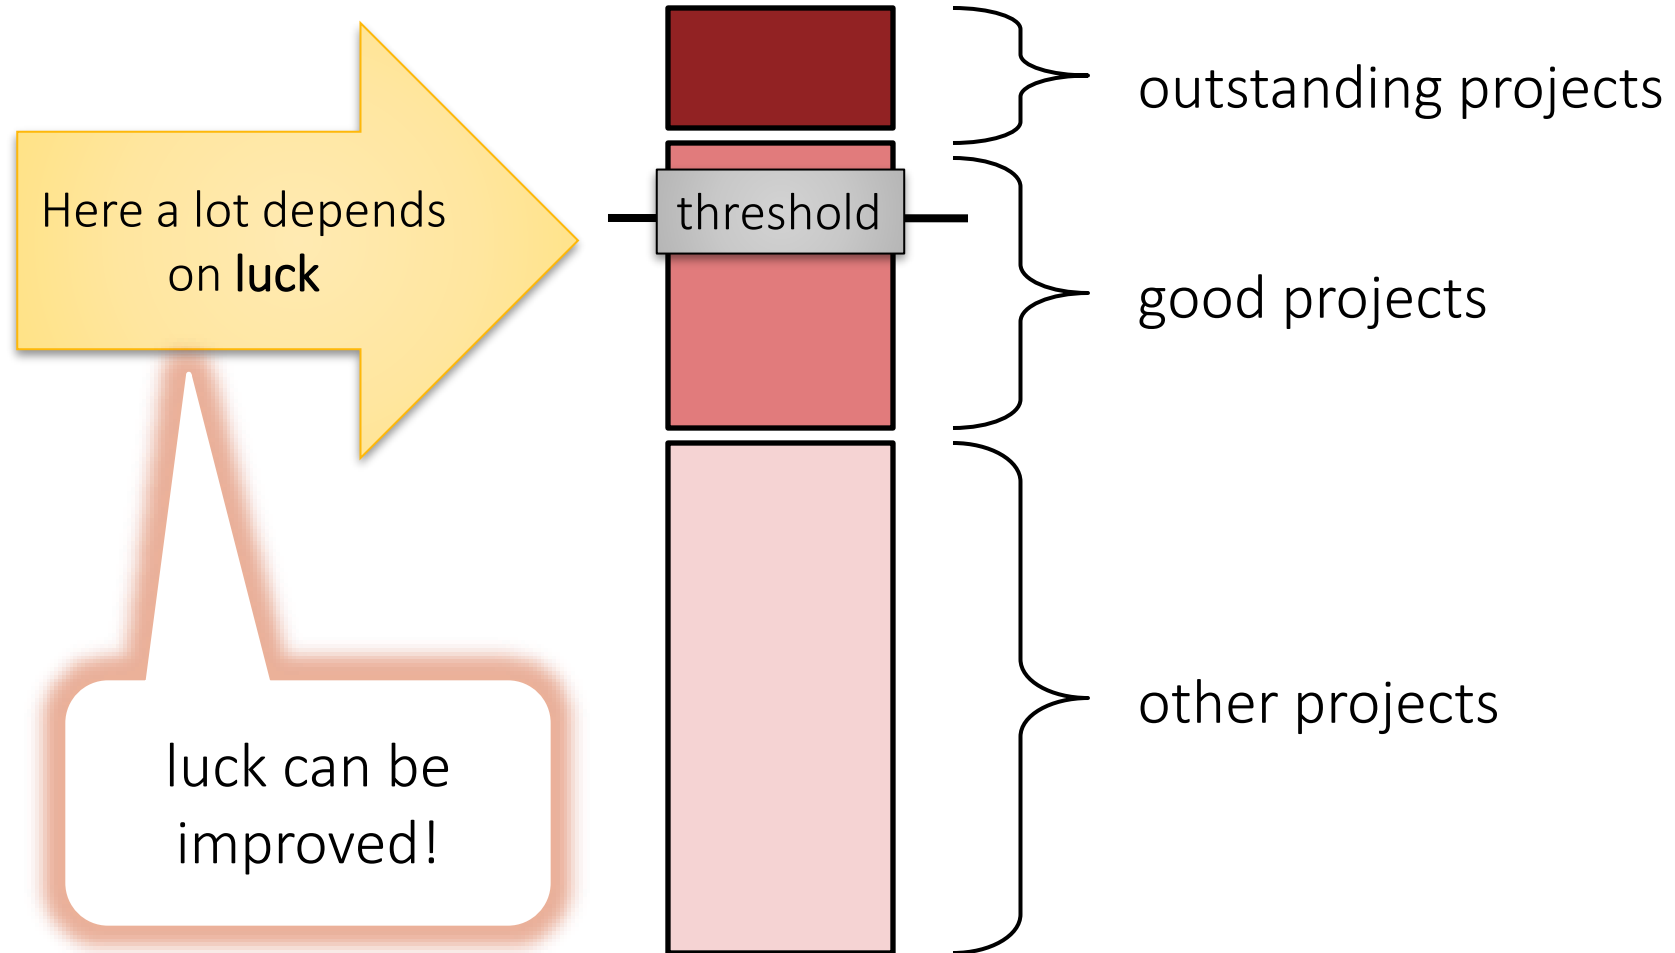 outstanding projects
Here a lot depends
on luck
threshold
good projects
other projects
luck can be
improved!